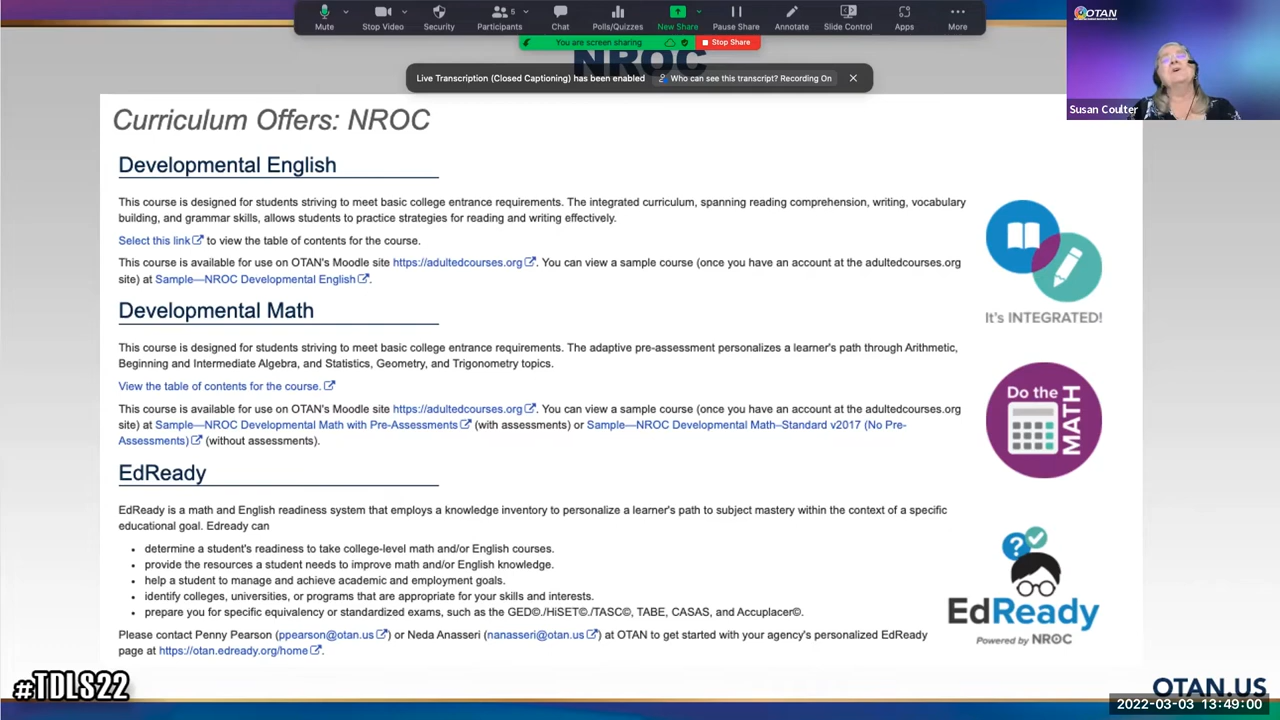 Mute
Stop Video
Security
Participants
5
Chat
Polls/Quizzes
New Share
Pause Share
Annotate
Slide Control
Apps
More
OTAN
You are screen sharing
Stop Share
NROC
Live Transcription (Closed Captioning) has been enabled
Who can see this transcript? Recording On
Susan Coulter
Curriculum Offers: NROC
Developmental English
This course is designed for students striving to meet basic college entrance requirements. The integrated curriculum, spanning reading comprehension, writing, vocabulary
building, and grammar skills, allows students to practice strategies for reading and writing effectively.
Select this link to view the table of contents for the course.
This course is available for use on OTAN's Moodle site https://adultedcourses.org. You can view a sample course (once you have an account at the adultedcourses.org
site) at Sample—NROC Developmental English.
It's INTEGRATED!
Developmental Math
This course is designed for students striving to meet basic college entrance requirements. The adaptive pre-assessment personalizes a learner's path through Arithmetic,
Beginning and Intermediate Algebra, and Statistics, Geometry, and Trigonometry topics.
View the table of contents for the course.
This course is available for use on OTAN's Moodle site https://adultedcourses.org. You can view a sample course (once you have an account at the adultedcourses.org
site) at Sample—NROC Developmental Math with Pre-Assessments (with assessments) or Sample—NROC Developmental Math–Standard v2017 (No Pre-
Assessments) (without assessments).
Do the
MATH
EdReady
EdReady is a math and English readiness system that employs a knowledge inventory to personalize a learner's path to subject mastery within the context of a specific
educational goal. Edready can
• determine a student's readiness to take college-level math and/or English courses.
• provide the resources a student needs to improve math and/or English knowledge.
• help a student to manage and achieve academic and employment goals.
• identify colleges, universities, or programs that are appropriate for your skills and interests.
• prepare you for specific equivalency or standardized exams, such as the GED©./HiSET©./TASC©, TABE, CASAS, and Accuplacer©.
Please contact Penny Pearson (ppearson@otan.us) or Neda Anasseri (nanasseri@otan.us) at OTAN to get started with your agency's personalized EdReady
page at https://otan.edready.org/home.
?
EdReady
Powered by NROC
#TDLS22
OTAN.US
2022-03-03 13:49:00